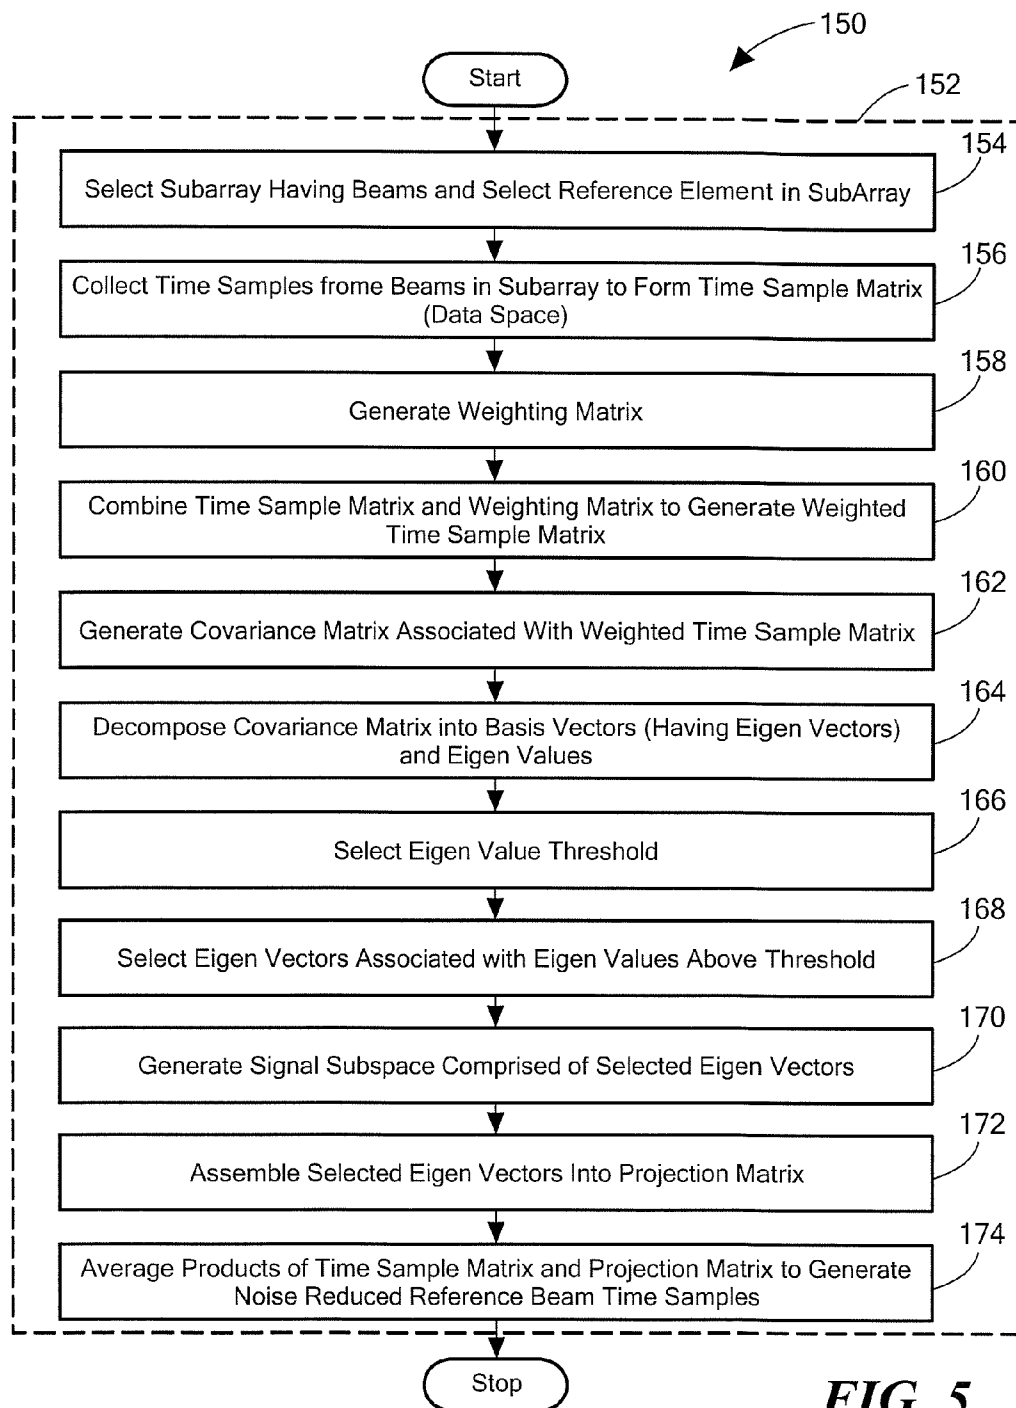 150
Start
152
154
Select Subarray Having Beams and Select Reference Element in SubArray
156
Collect Time Samples frome Beams in Subarray to Form Time Sample Matrix
(Data Space)
158
Generate Weighting Matrix
160
Combine Time Sample Matrix and Weighting Matrix to Generate Weighted
Time Sample Matrix
162
Generate Covariance Matrix Associated With Weighted Time Sample Matrix
164
Decompose Covariance Matrix into Basis Vectors (Having Eigen Vectors)
and Eigen Values
166
Select Eigen Value Threshold
168
Select Eigen Vectors Associated with Eigen Values Above Threshold
170
Generate Signal Subspace Comprised of Selected Eigen Vectors
172
Assemble Selected Eigen Vectors Into Projection Matrix
174
Average Products of Time Sample Matrix and Projection Matrix to Generate
Noise Reduced Reference Beam Time Samples
Stop
FIG. 5